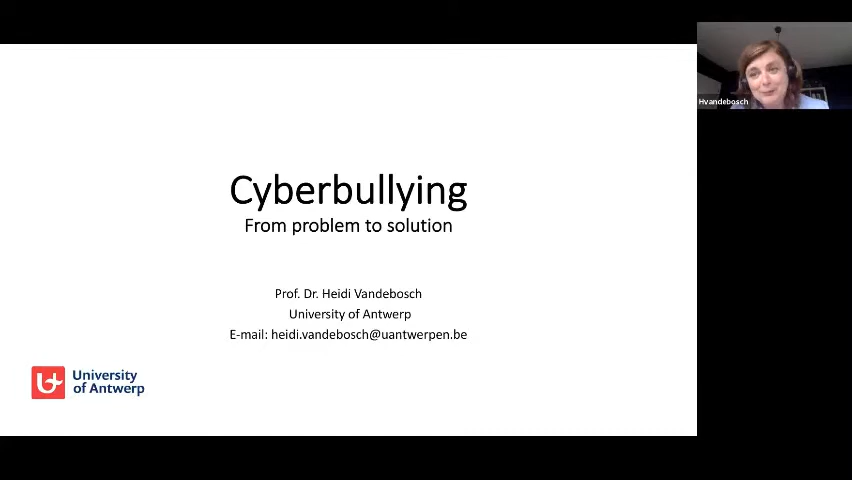 Cyberbullying
From problem to solution
Prof. Dr. Heidi Vandebosch
University of Antwerp
E-mail: heidi.vandebosch@uantwerpen.be
University
of Antwerp
Hvandebosch